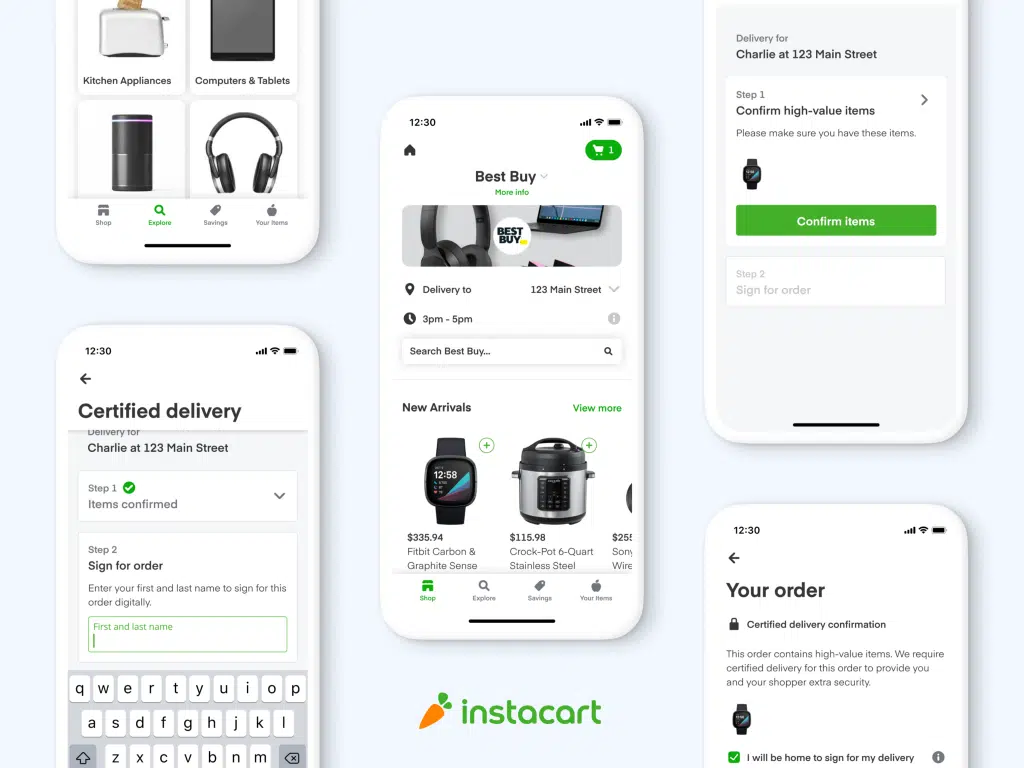 Kitchen Appliances
Computers & Tablets
Shop
Explore
Savings
Your Items
12:30
Certified delivery
Delivery for
Charlie at 123 Main Street
Step 1
Items confirmed
Step 2
Sign for order
Enter your first and last name to sign for this
order digitally.
First and last name
q w e r t y u i o p
a s d f g h j k l
z x c v b n m
12:30
1
Best Buy
More info
BEST
BUY
Delivery to
123 Main Street
3pm - 5pm
Search Best Buy...
New Arrivals
View more
12:58
$335.94
Fitbit Carbon &
Graphite Sense
$115.98
Crock-Pot 6-Quart
Stainless Steel
$255
Sony
Wire
Shop
Explore
Savings
Your Items
instacart
Delivery for
Charlie at 123 Main Street
Step 1
Confirm high-value items
Please make sure you have these items.
Confirm items
Step 2
Sign for order
12:30
Your order
Certified delivery confirmation
This order contains high-value items. We require
certified delivery for this order to provide you
and your shopper extra security.
I will be home to sign for my delivery